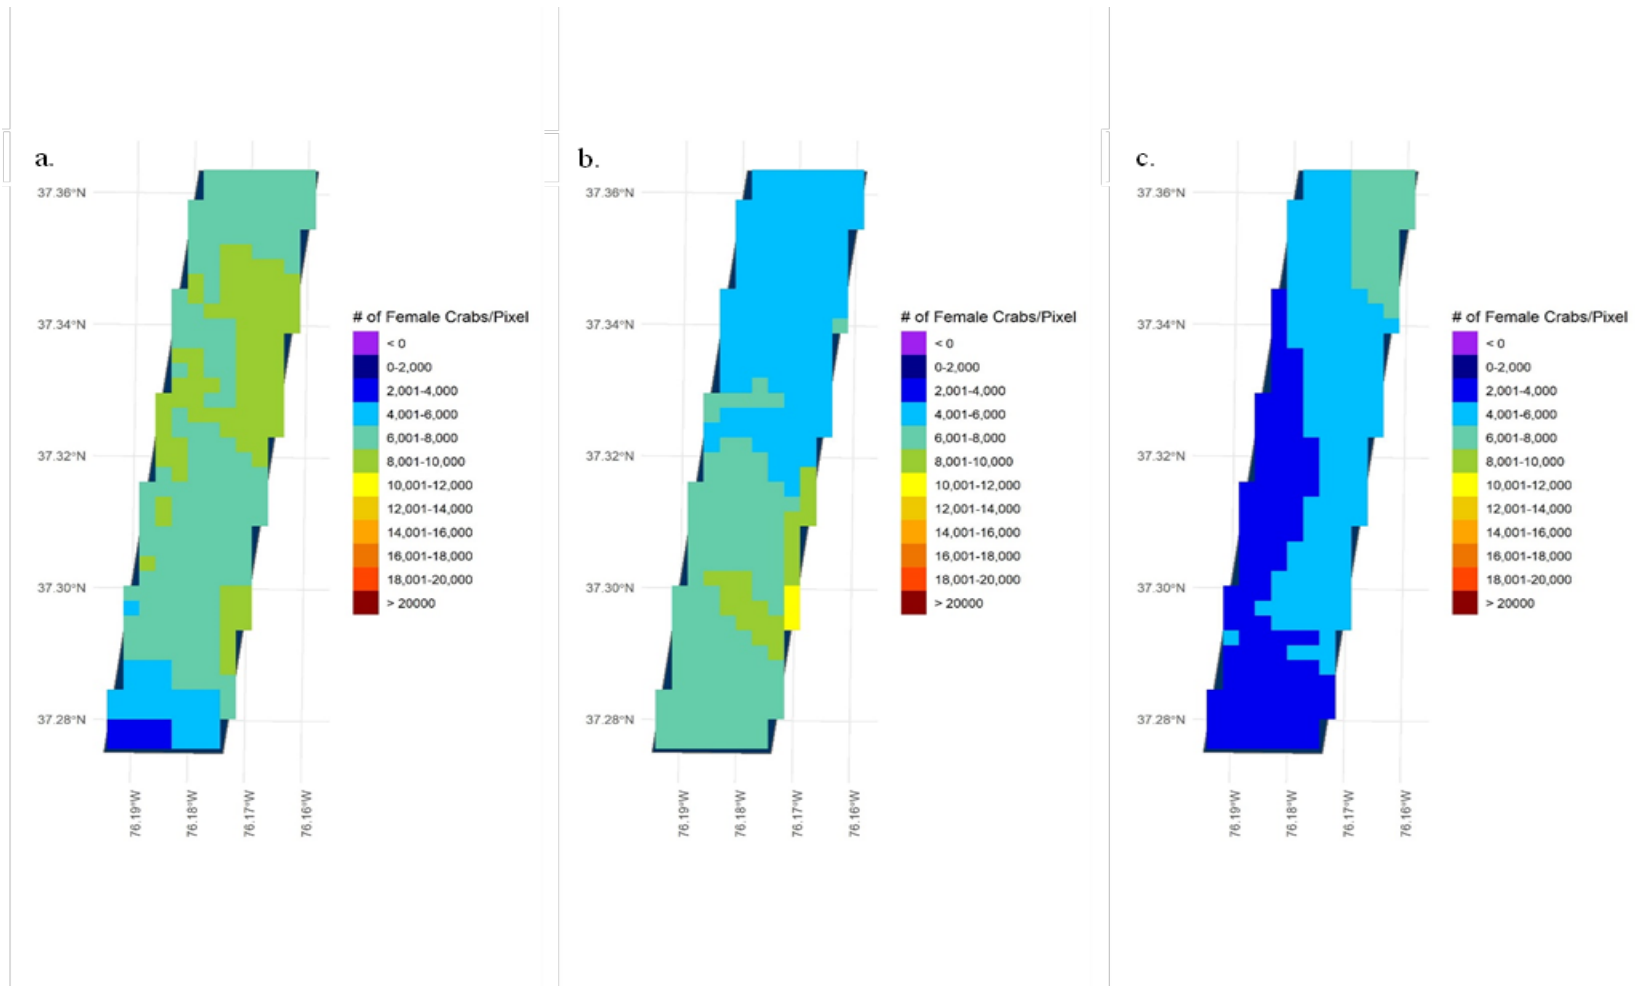 a.
37.36°N
37.34°N
37.32°N
37.30°N
37.28°N
76.19°W
76.18°W
76.17°W
76.16°W
# of Female Crabs/Pixel
< 0
0-2,000
2,001-4,000
4,001-6,000
6,001-8,000
8,001-10,000
10,001-12,000
12,001-14,000
14,001-16,000
16,001-18,000
18,001-20,000
> 20000
b.
37.36°N
37.34°N
37.32°N
37.30°N
37.28°N
76.19°W
76.18°W
76.17°W
76.16°W
# of Female Crabs/Pixel
< 0
0-2,000
2,001-4,000
4,001-6,000
6,001-8,000
8,001-10,000
10,001-12,000
12,001-14,000
14,001-16,000
16,001-18,000
18,001-20,000
> 20000
c.
37.36°N
37.34°N
37.32°N
37.30°N
37.28°N
76.19°W
76.18°W
76.17°W
76.16°W
# of Female Crabs/Pixel
< 0
0-2,000
2,001-4,000
4,001-6,000
6,001-8,000
8,001-10,000
10,001-12,000
12,001-14,000
14,001-16,000
16,001-18,000
18,001-20,000
> 20000